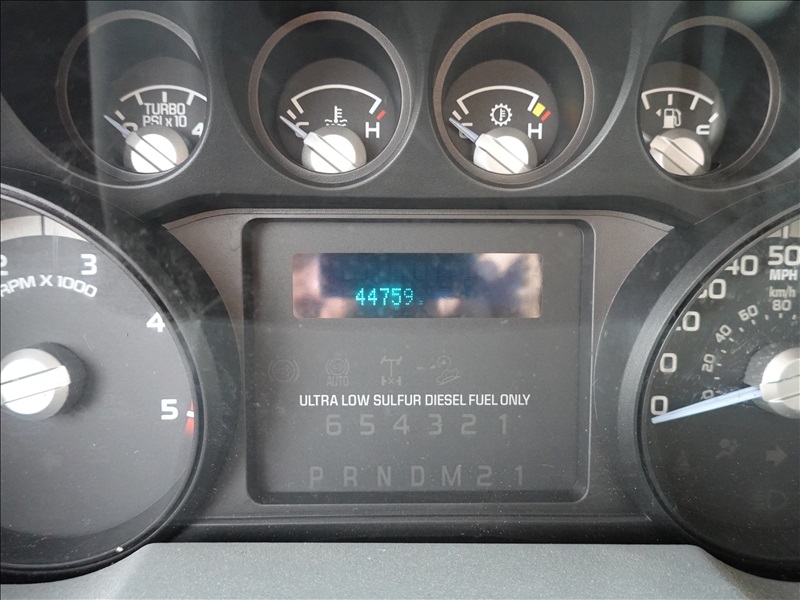 TURBO
PSI x 10
4
C H
C H
2 3
RPM X 1000
4
5
44759
AUTO
ULTRA LOW SULFUR DIESEL FUEL ONLY
6 5 4 3 2 1
P R N D M 2 1
50
MPH
40
km/h
80
60
40
20
0